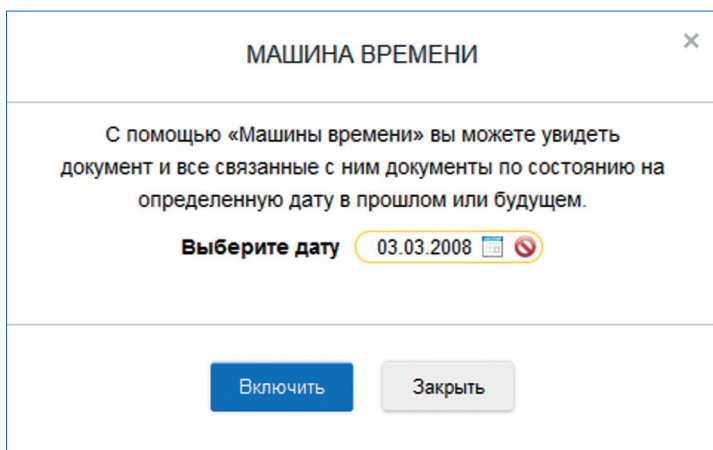 МАШИНА ВРЕМЕНИ
С помощью «Машины времени» вы можете увидеть
документ и все связанные с ним документы по состоянию на
определенную дату в прошлом или будущем.
Выберите дату 03.03.2008
Включить Закрыть